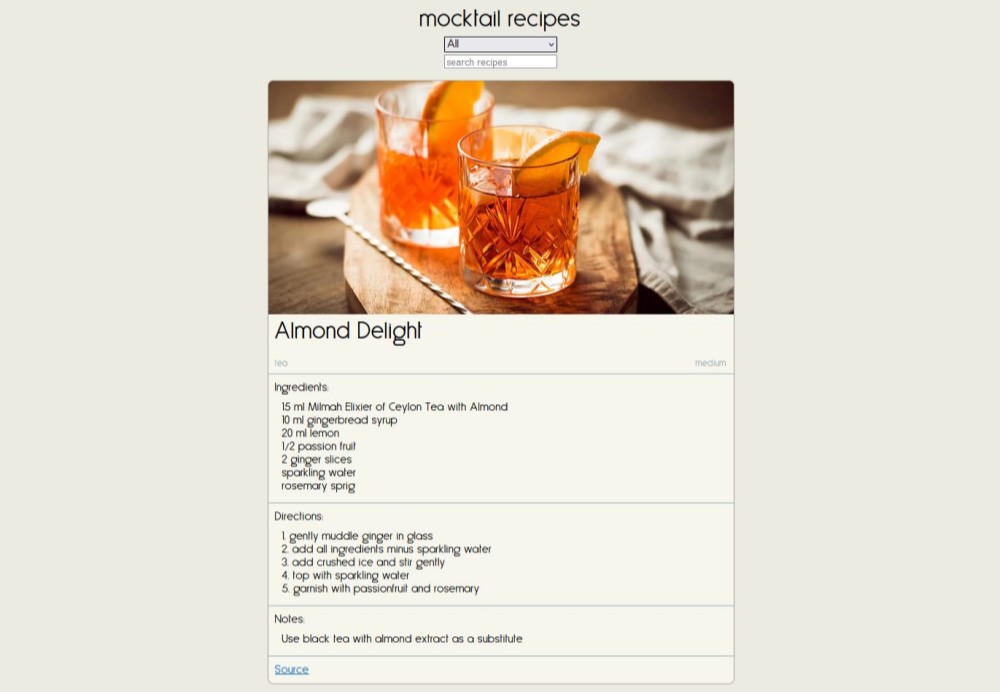 mocktail recipes
All
search recipes
Almond Delight
tea
medium
Ingredients:
15 ml Milmah Elixier of Ceylon Tea with Almond
10 ml gingerbread syrup
20 ml lemon
1/2 passion fruit
2 ginger slices
sparkling water
rosemary sprig
Directions:
1. gently muddle ginger in glass
2. add all ingredients minus sparkling water
3. add crushed ice and stir gently
4. top with sparkling water
5. garnish with passionfruit and rosemary
Notes:
Use black tea with almond extract as a substitute
Source